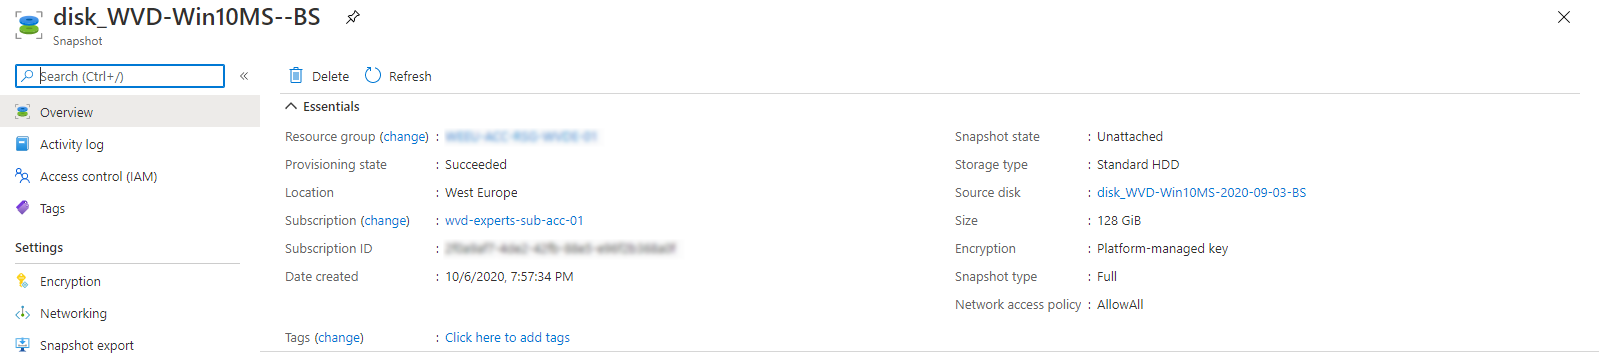 disk_WVD-Win10MS--BS
Snapshot
Search (Ctrl+/)
«
Overview
Activity log
Access control (IAM)
Tags
Settings
Encryption
Networking
Snapshot export
Delete
Refresh
Essentials
Resource group (change) :
Provisioning state : Succeeded
Location : West Europe
Subscription (change) : wvd-experts-sub-acc-01
Subscription ID :
Date created : 10/6/2020, 7:57:34 PM
Tags (change) : Click here to add tags
Snapshot state : Unattached
Storage type : Standard HDD
Source disk : disk_WVD-Win10MS-2020-09-03-BS
Size : 128 GiB
Encryption : Platform-managed key
Snapshot type : Full
Network access policy : AllowAll